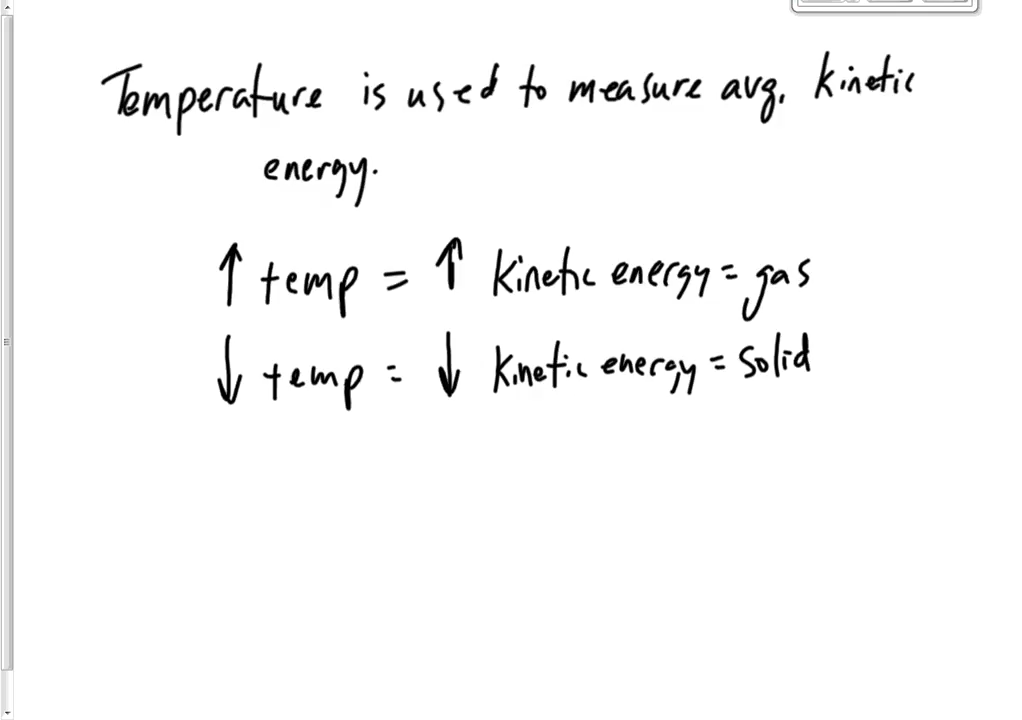 Temperature is used to measure avg. kinetic
energy.
↑ temp = ↑ kinetic energy = gas
↓ temp = ↓ kinetic energy = solid